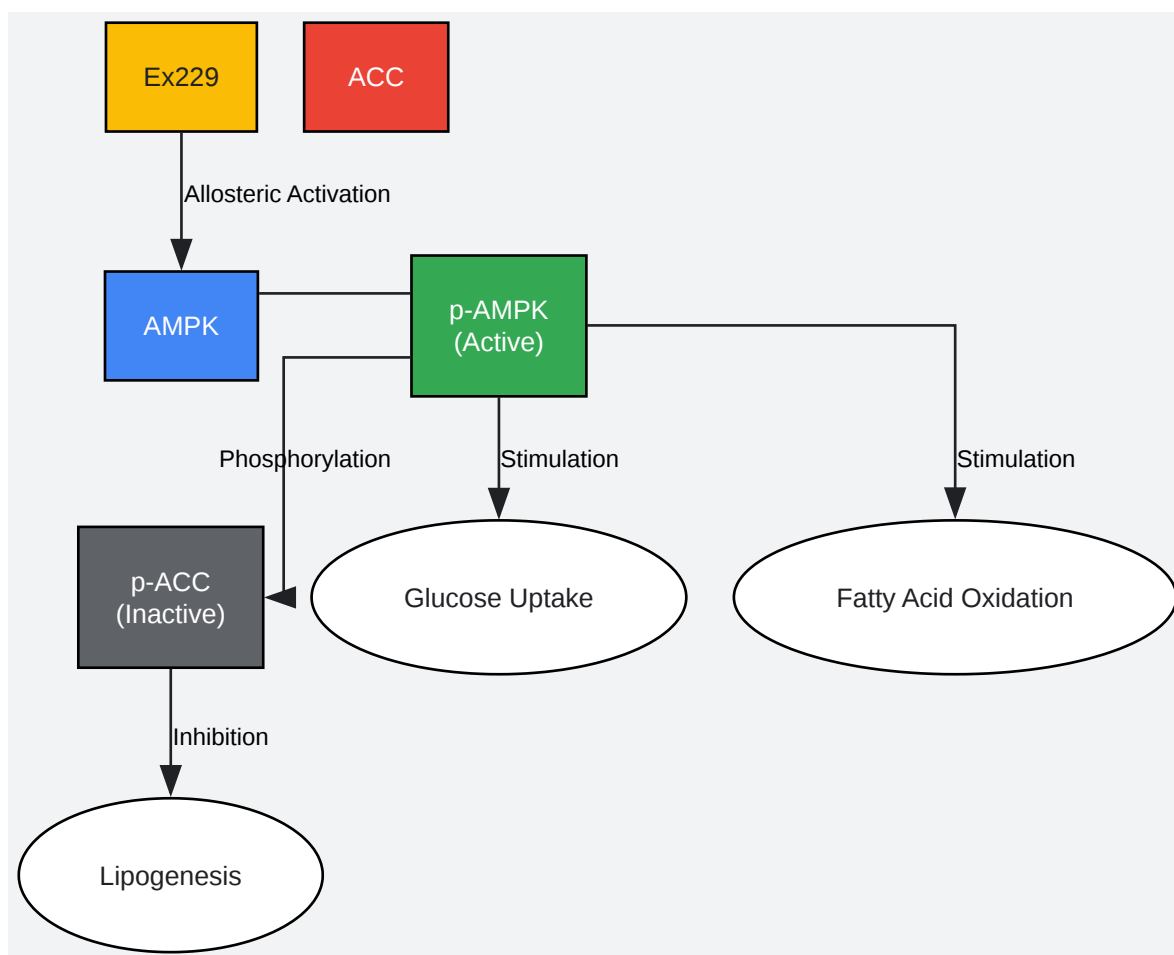 Ex229
ACC
Allosteric Activation
AMPK
p-AMPK
(Active)
Phosphorylation
Stimulation
Stimulation
p-ACC
(Inactive)
Glucose Uptake
Fatty Acid Oxidation
Inhibition
Lipogenesis